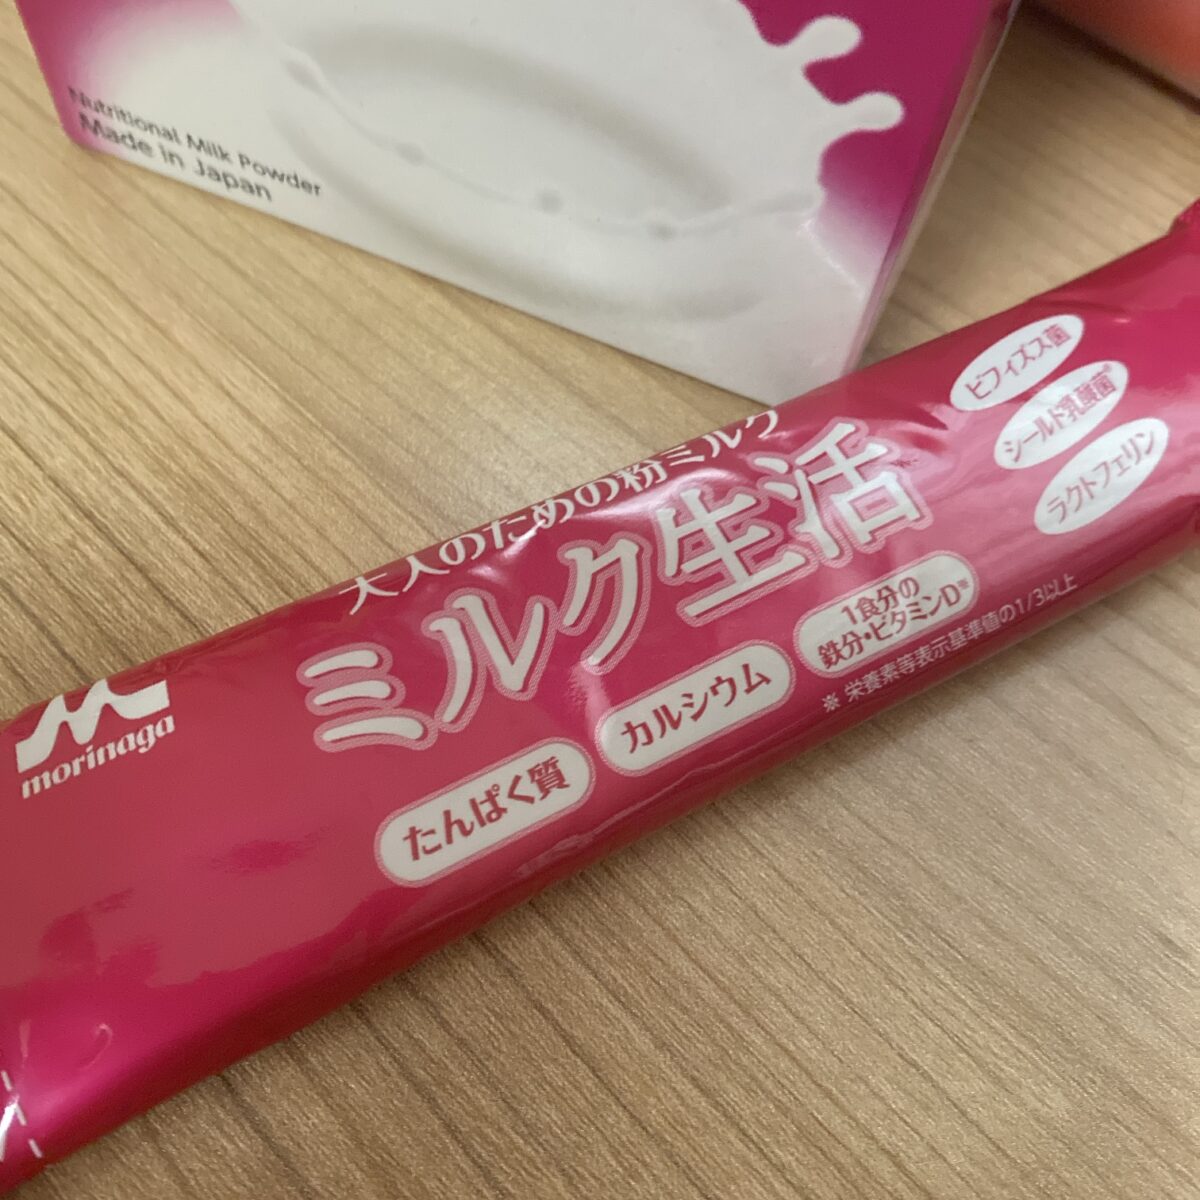 Nutritional Milk Powder
Made in Japan
大人のための粉ミルク
ミルク生活
ビフィズス菌
シールド乳酸菌®
ラクトフェリン
morinaga
たんぱく質
カルシウム
1食分の
鉄分・ビタミンD※
※ 栄養素等表示基準値の1/3以上